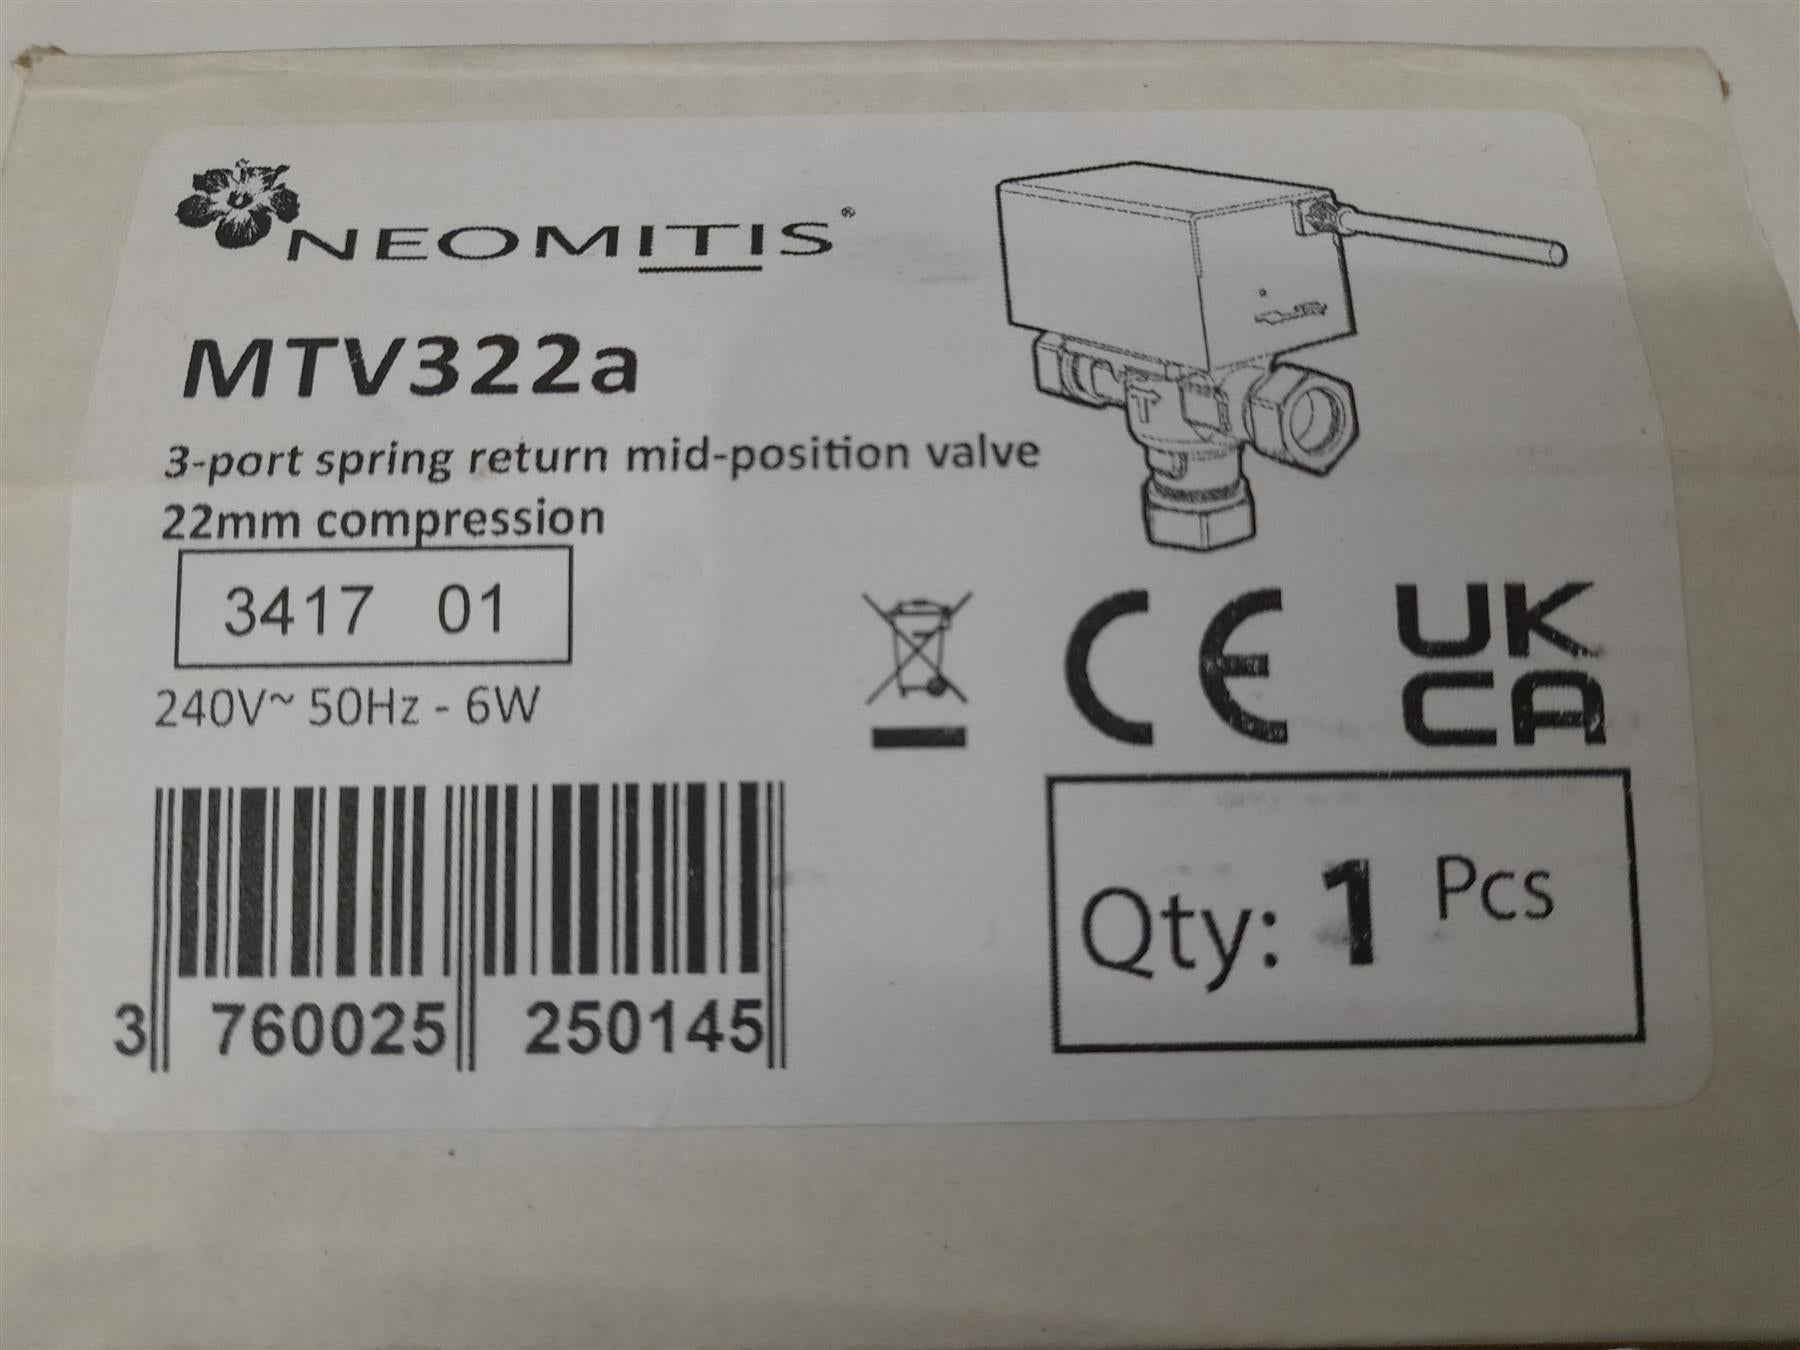 NEOMITIS®
MTV322a
3-port spring return mid-position valve
22mm compression
3417 01
240V~ 50Hz - 6W
CE
UK
CA
3 760025 250145
Qty: 1 Pcs